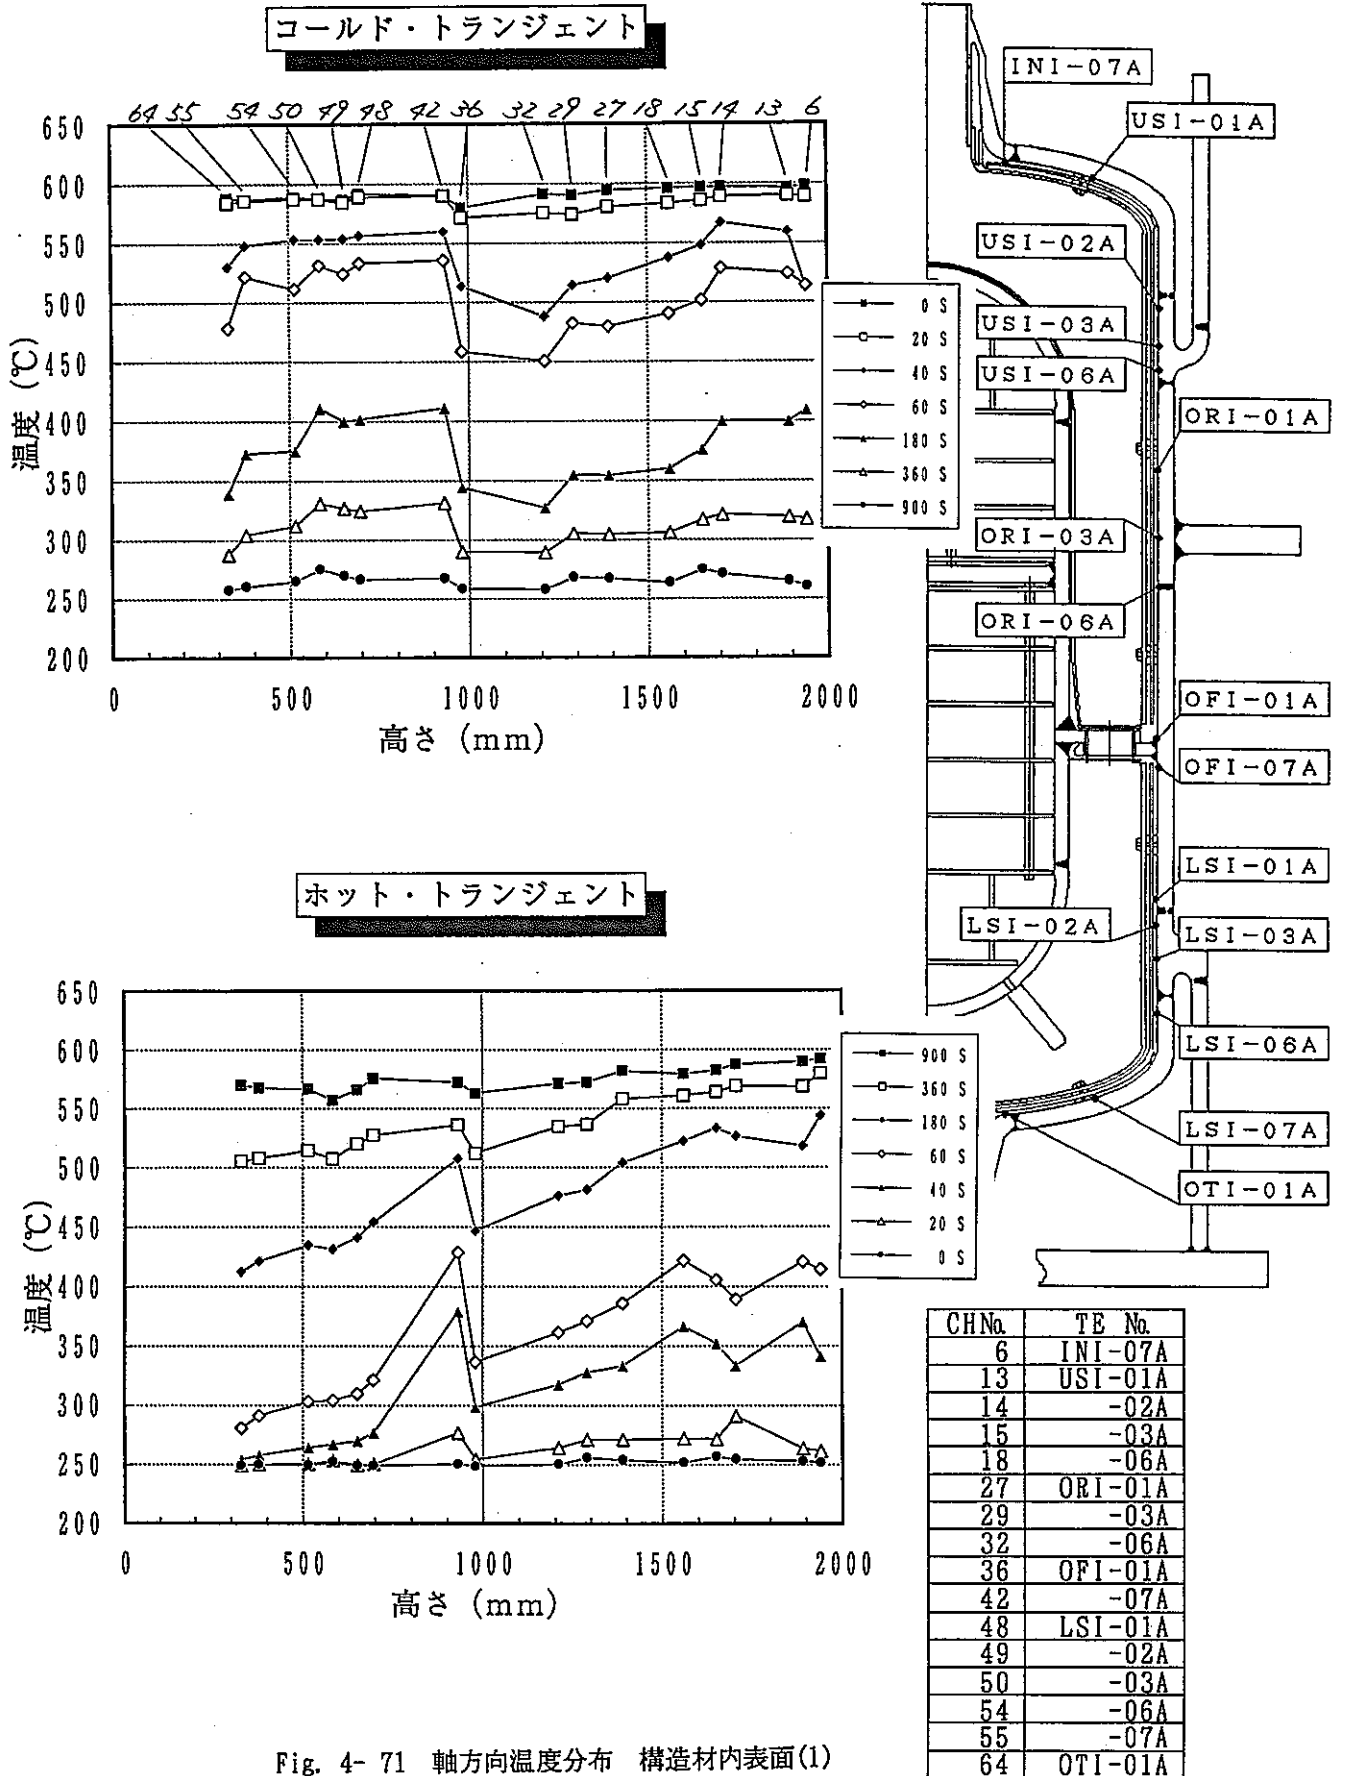 コールド・トランジェント
64 55 54 50 49 48 42 36 32 29 27 18 15 14 13 6
650
600
550
500
450
400
350
300
250
200
温度 (℃)
0 500 1000 1500 2000
高さ (mm)
0 S
20 S
40 S
60 S
180 S
360 S
900 S
ホット・トランジェント
650
600
550
500
450
400
350
300
250
200
温度 (℃)
0 500 1000 1500 2000
高さ (mm)
900 S
360 S
180 S
60 S
40 S
20 S
0 S
INI-07A
USI-01A
USI-02A
USI-03A
USI-06A
ORI-01A
ORI-03A
ORI-06A
OFI-01A
OFI-07A
LSI-01A
LSI-02A
LSI-03A
LSI-06A
LSI-07A
OTI-01A
CH№ TE №
6 INI-07A
13 USI-01A
14 -02A
15 -03A
18 -06A
27 ORI-01A
29 -03A
32 -06A
36 OFI-01A
42 -07A
48 LSI-01A
49 -02A
50 -03A
54 -06A
55 -07A
64 OTI-01A
Fig. 4- 71 軸方向温度分布 構造材内表面(1)